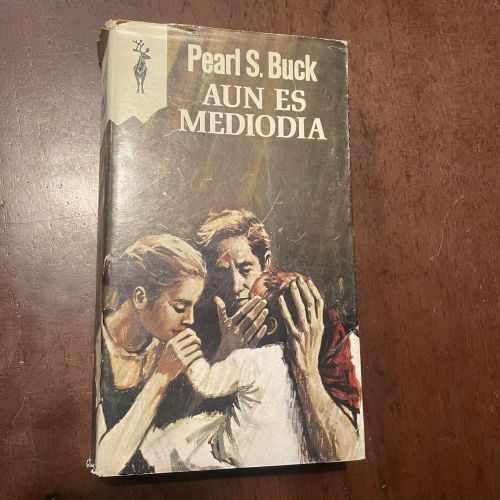 Pearl S. Buck
AUN ES
MEDIODIA